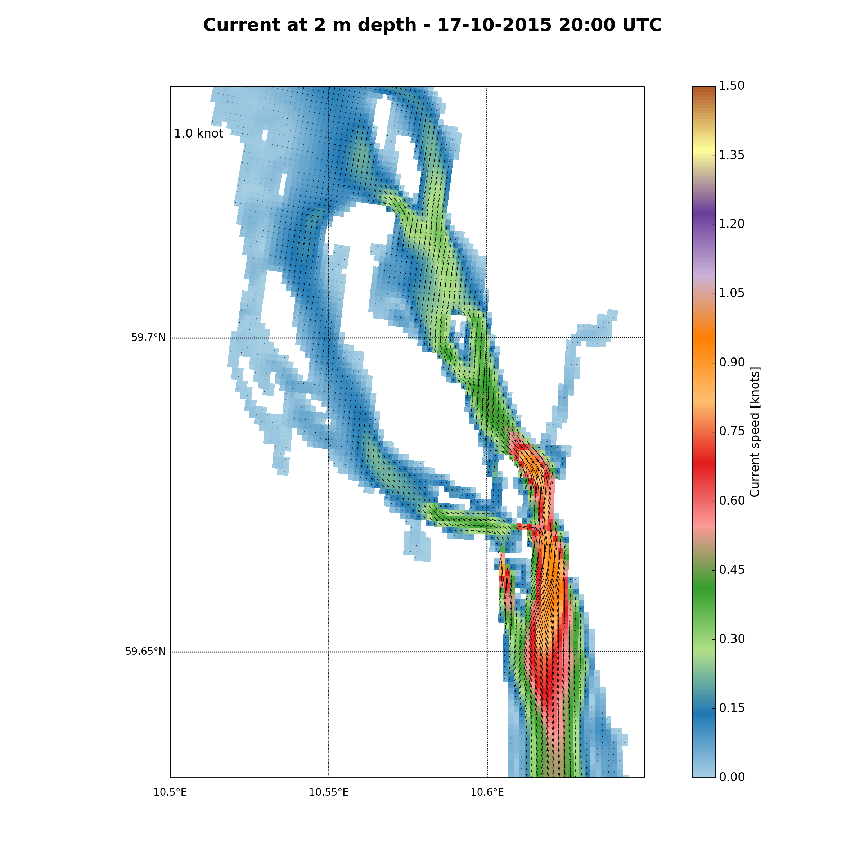 Current at 2 m depth - 17-10-2015 20:00 UTC
1.0 knot
59.7°N
59.65°N
10.5°E
10.55°E
10.6°E
1.50
1.35
1.20
1.05
0.90
0.75
0.60
0.45
0.30
0.15
0.00
Current speed [knots]